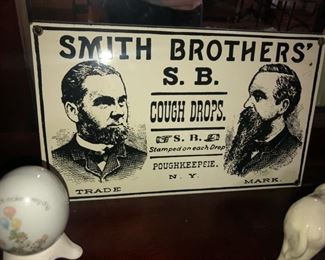 SMITH BROTHERS'
S. B.
COUGH DROPS.
S. B.
Stamped on each Drop
POUGHKEEPSIE.
N. Y.
TRADE
MARK.